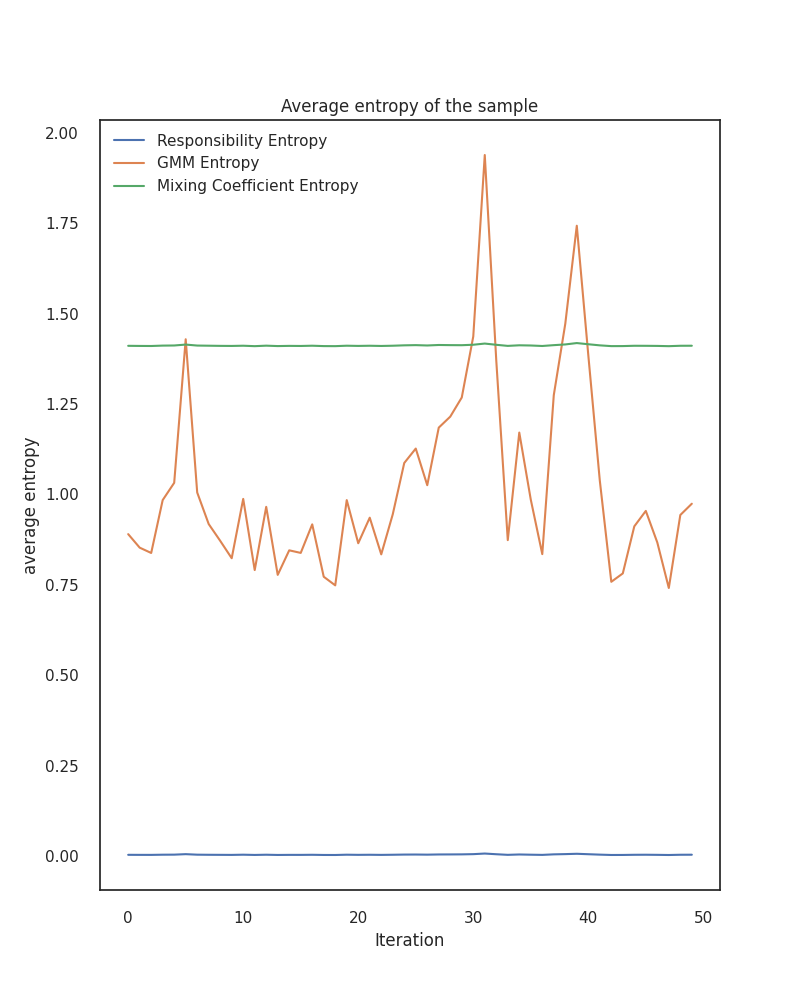 Average entropy of the sample
Responsibility Entropy
GMM Entropy
Mixing Coefficient Entropy
2.00
1.75
1.50
1.25
1.00
0.75
0.50
0.25
0.00
average entropy
0 10 20 30 40 50
Iteration